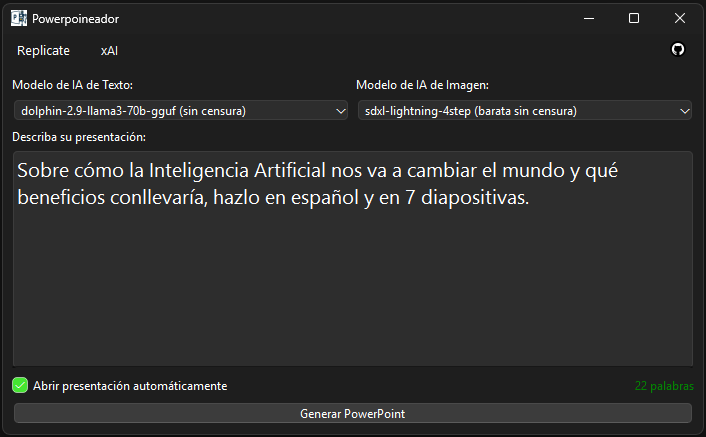 Powerpoineador
Replicate xAI
Modelo de IA de Texto: Modelo de IA de Imagen:
dolphin-2.9-llama3-70b-gguf (sin censura) sdxl-lightning-4step (barata sin censura)
Describa su presentación:
Sobre cómo la Inteligencia Artificial nos va a cambiar el mundo y qué
beneficios conllevaría, hazlo en español y en 7 diapositivas.
Abrir presentación automáticamente 22 palabras
Generar PowerPoint